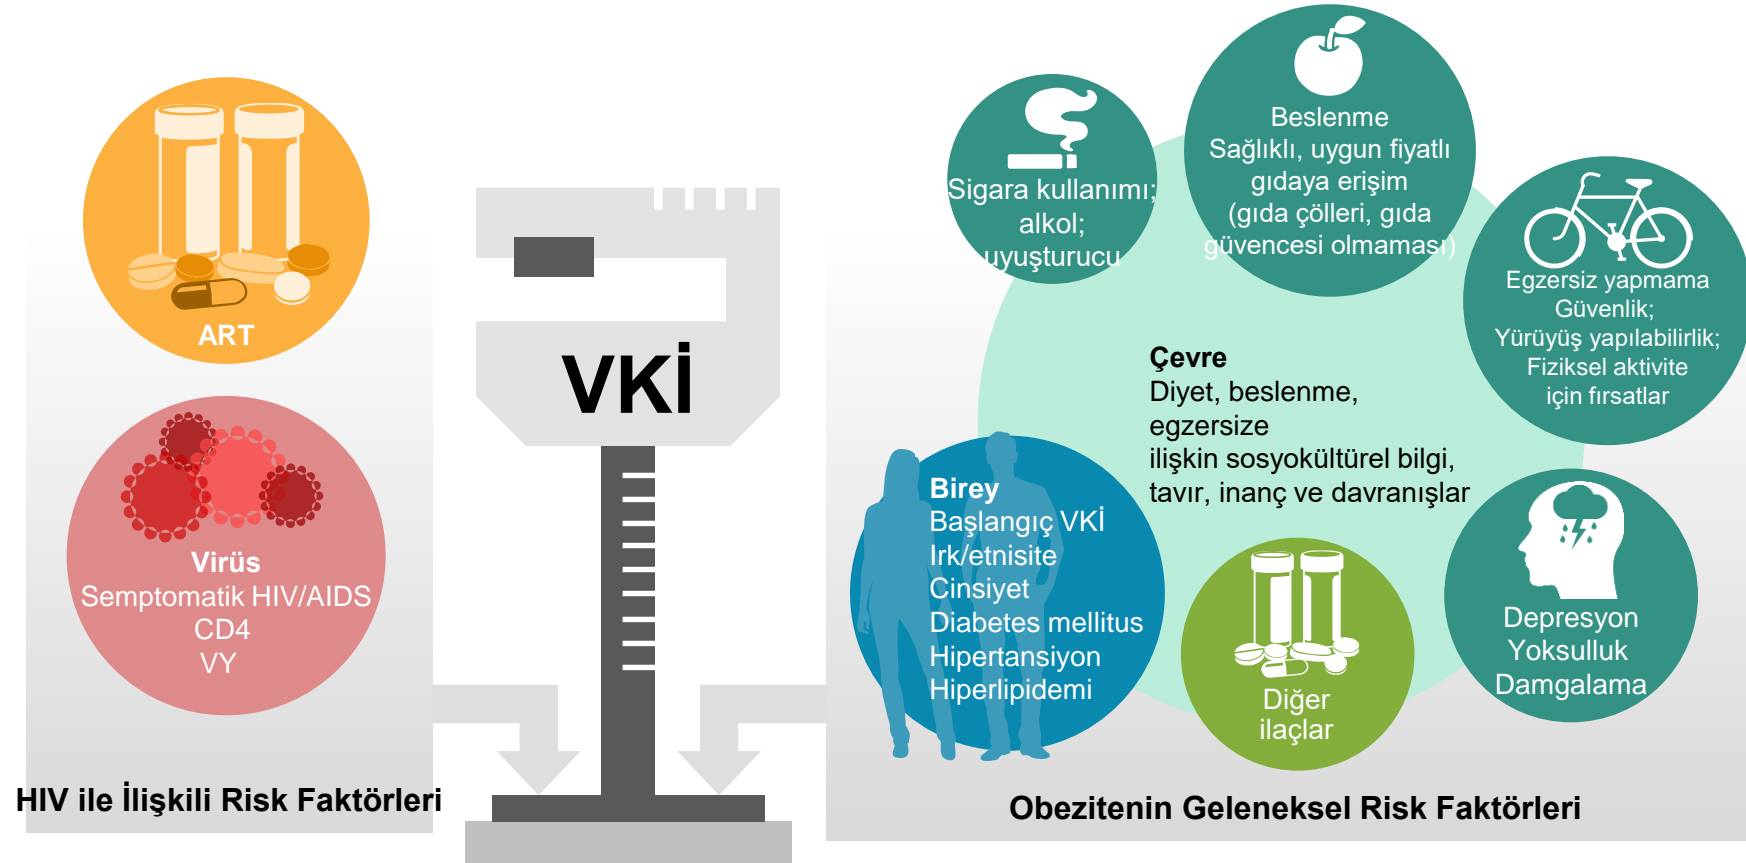 ART
Virüs
Semptomatik HIV/AIDS
CD4
VY
HIV ile İlişkili Risk Faktörleri
VKİ
Sigara kullanımı;
alkol;
uyuşturucu
Beslenme
Sağlıklı, uygun fiyatlı
gıdaya erişim
(gıda çölleri, gıda
güvencesi olmaması)
Egzersiz yapmama
Güvenlik;
Yürüyüş yapılabilirlik;
Fiziksel aktivite
için fırsatlar
Çevre
Diyet, beslenme,
egzersize
ilişkin sosyokültürel bilgi,
tavır, inanç ve davranışlar
Birey
Başlangıç VKİ
Irk/etnisite
Cinsiyet
Diabetes mellitus
Hipertansiyon
Hiperlipidemi
Diğer
ilaçlar
Depresyon
Yoksulluk
Damgalama
Obezitenin Geleneksel Risk Faktörleri